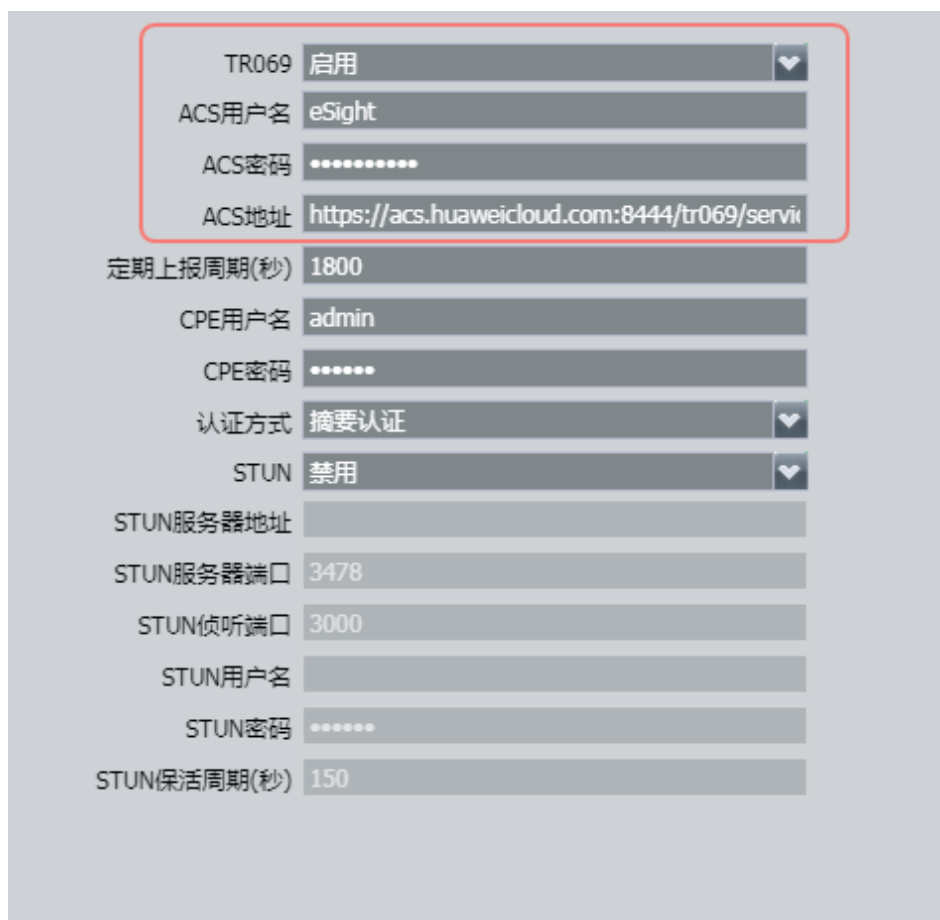 TR069 启用
ACS用户名 eSight
ACS密码 ••••••••••
ACS地址 https://acs.huaweicloud.com:8444/tr069/servic
定期上报周期(秒) 1800
CPE用户名 admin
CPE密码 ••••••
认证方式 摘要认证
STUN 禁用
STUN服务器地址
STUN服务器端口 3478
STUN侦听端口 3000
STUN用户名
STUN密码 ••••••
STUN保活周期(秒) 150